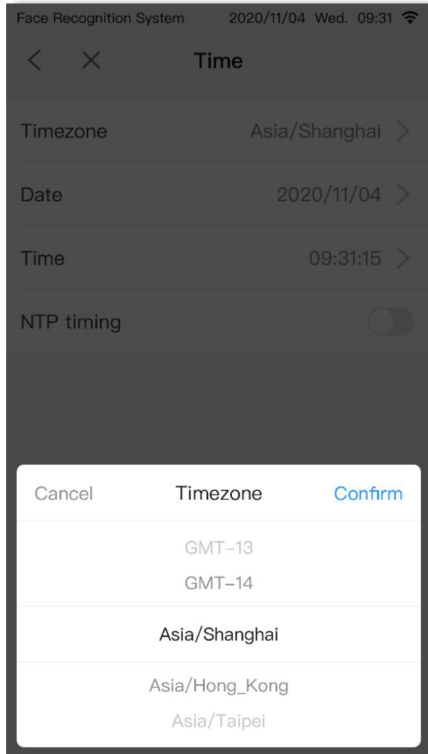 Face Recognition System 2020/11/04 Wed. 09:31
Time
Timezone Asia/Shanghai
Date 2020/11/04
Time 09:31:15
NTP timing
Cancel Timezone Confirm
GMT-13
GMT-14
Asia/Shanghai
Asia/Hong_Kong
Asia/Taipei